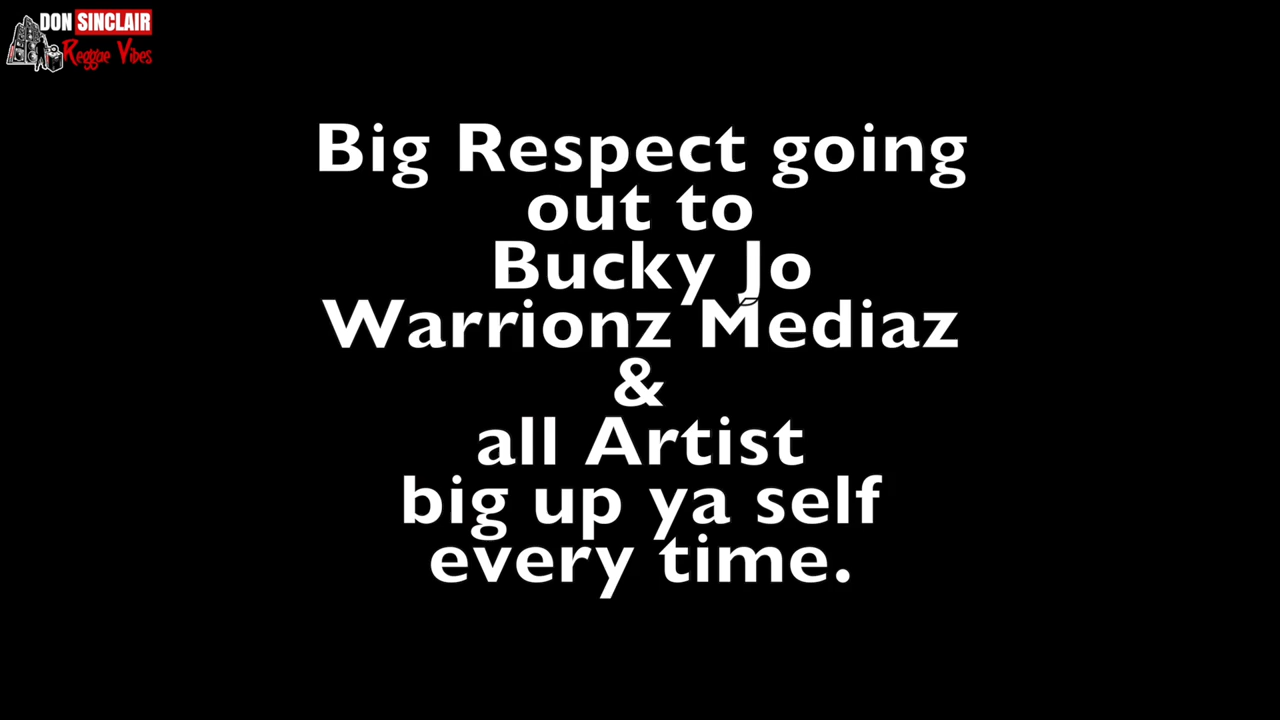 DON SINCLAIR
Reggae Vibes
Big Respect going
out to
Bucky Jo
Warrionz Mediaz
&
all Artist
big up ya self
every time.